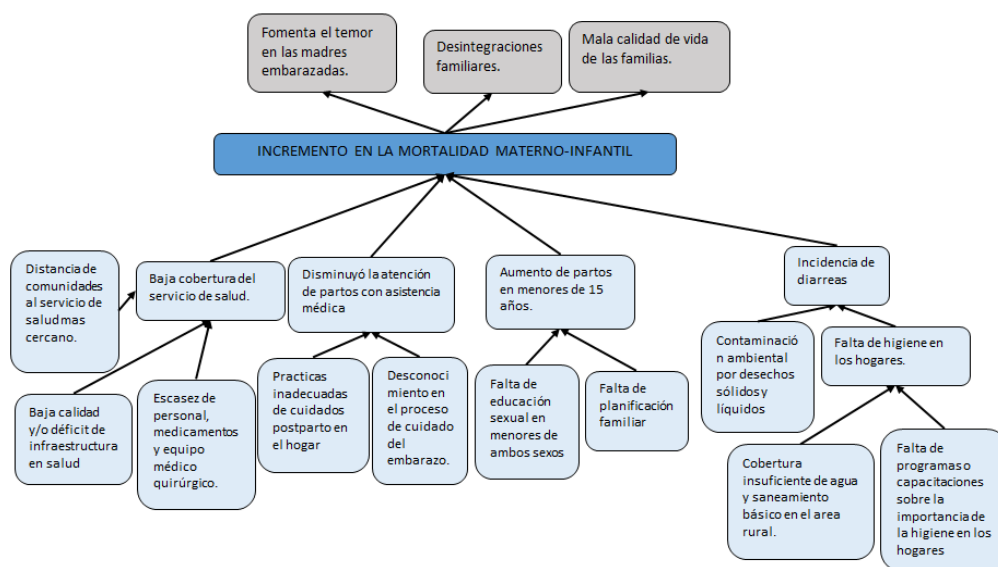 Fomenta el temor
en las madres
embarazadas.
Desintegraciones
familiares.
Mala calidad de vida
de las familias.
INCREMENTO EN LA MORTALIDAD MATERNO-INFANTIL
Distancia de
comunidades
al servicio de
salud mas
cercano.
Baja cobertura del
servicio de salud.
Disminuyó la atención
de partos con asistencia
médica
Aumento de partos
en menores de 15
años.
Incidencia de
diarreas
Baja calidad
y/o déficit de
infraestructura
en salud
Escasez de
personal,
medicamentos
y equipo
médico
quirúrgico.
Practicas
inadecuadas
de cuidados
postparto en
el hogar
Desconoci
miento en
el proceso
de cuidado
del
embarazo.
Falta de
educación
sexual en
menores de
ambos sexos
Falta de
planificación
familiar
Contaminació
n ambiental
por desechos
sólidos y
líquidos
Falta de higiene en
los hogares.
Cobertura
insuficiente de agua
y saneamiento
básico en el area
rural.
Falta de
programas o
capacitaciones
sobre la
importancia de
la higiene en los
hogares